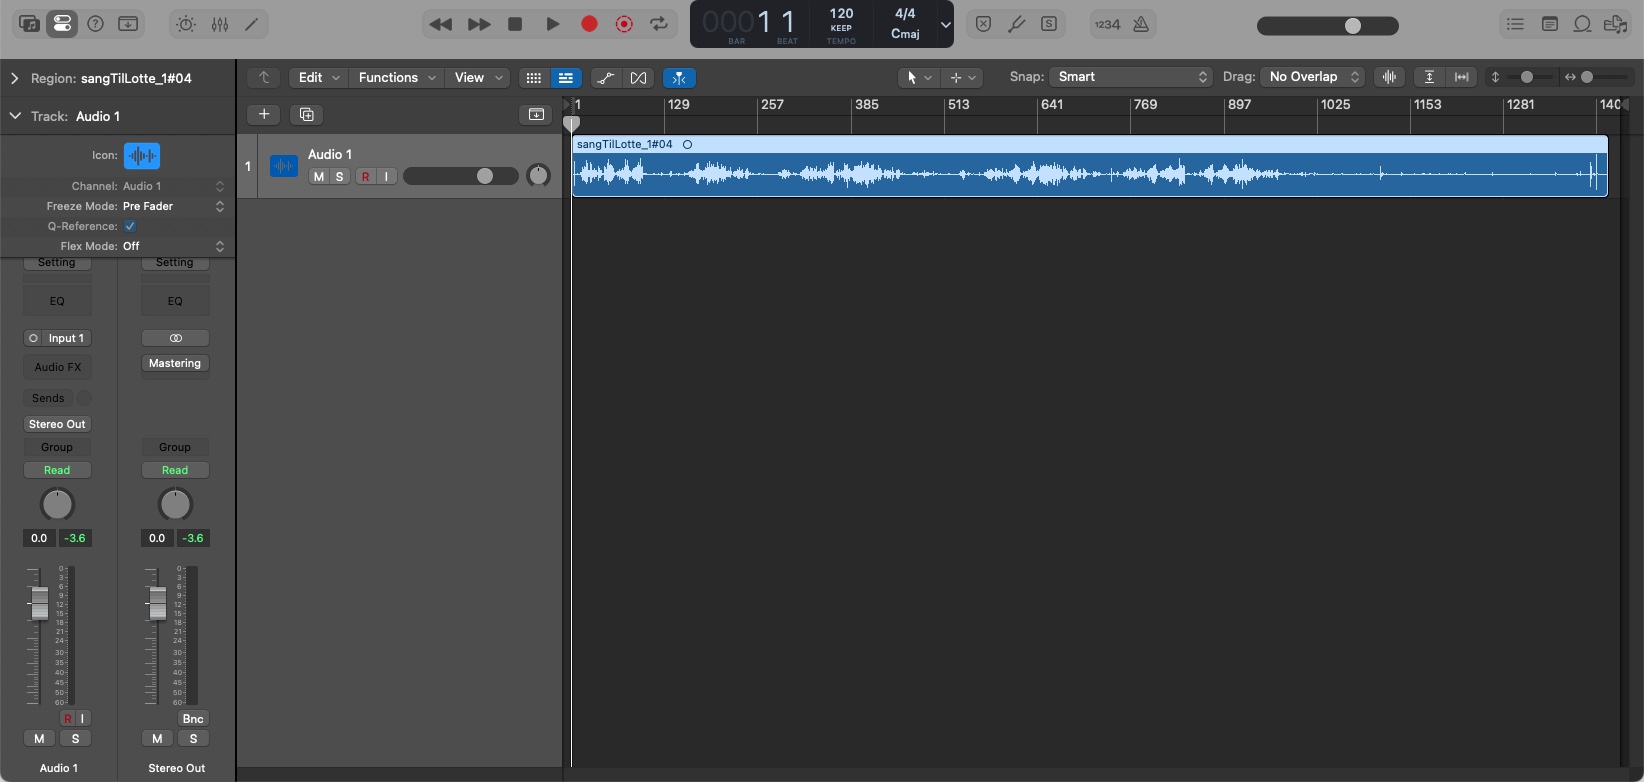 00011
BAR BEAT
120
KEEP
TEMPO
4/4
Cmaj
S
1234
Region: sangTilLotte_1#04
Edit Functions View
Snap: Smart
Drag: No Overlap
Track: Audio 1
1 129 257 385 513 641 769 897 1025 1153 1281 140
Icon:
Channel: Audio 1
Freeze Mode: Pre Fader
Q-Reference:
Flex Mode: Off
1
Audio 1
M S R I
sangTilLotte_1#04
Setting Setting
EQ EQ
Input 1
Mastering
Audio FX
Sends
Stereo Out
Group Group
Read Read
0.0 -3.6 0.0 -3.6
0 0
3 3
6 6
9 9
12 12
15 15
18 18
21 21
24 24
30 30
35 35
40 40
45 45
50 50
60 60
R I Bnc
M S M S
Audio 1 Stereo Out